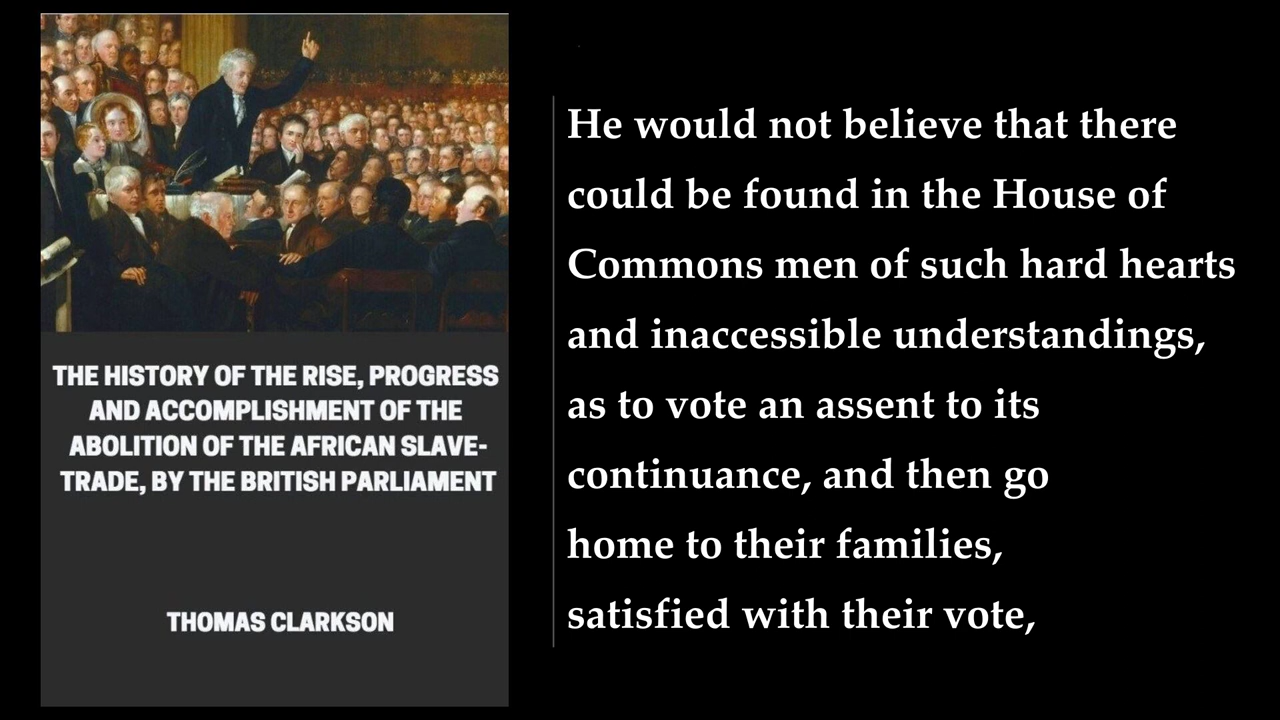 THE HISTORY OF THE RISE, PROGRESS
AND ACCOMPLISHMENT OF THE
ABOLITION OF THE AFRICAN SLAVE-
TRADE, BY THE BRITISH PARLIAMENT
THOMAS CLARKSON
He would not believe that there
could be found in the House of
Commons men of such hard hearts
and inaccessible understandings,
as to vote an assent to its
continuance, and then go
home to their families,
satisfied with their vote,